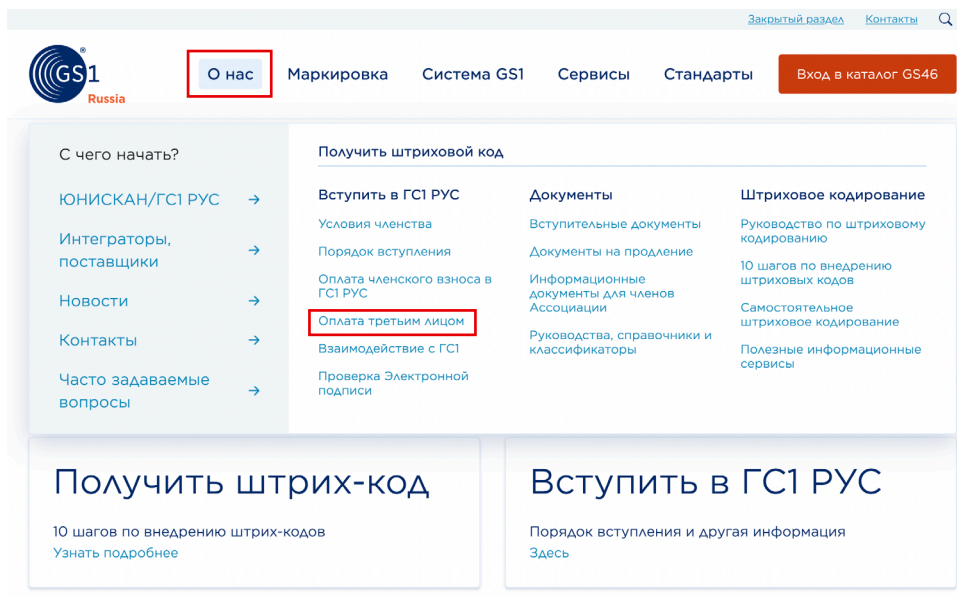 Закрытый раздел Контакты
GS1
®
Russia
О нас Маркировка Система GS1 Сервисы Стандарты Вход в каталог GS46
С чего начать?
ЮНИСКАН/ГС1 РУС →
Интеграторы,
поставщики →
Новости →
Контакты →
Часто задаваемые
вопросы →
Получить штриховой код
Вступить в ГС1 РУС
Условия членства
Порядок вступления
Оплата членского взноса в
ГС1 РУС
Оплата третьим лицом
Взаимодействие с ГС1
Проверка Электронной
подписи
Документы
Вступительные документы
Документы на продление
Информационные
документы для членов
Ассоциации
Руководства, справочники и
классификаторы
Штриховое кодирование
Руководство по штриховому
кодированию
10 шагов по внедрению
штриховых кодов
Самостоятельное
штриховое кодирование
Полезные информационные
сервисы
Получить штрих-код
10 шагов по внедрению штрих-кодов
Узнать подробнее
Вступить в ГС1 РУС
Порядок вступления и другая информация
Здесь